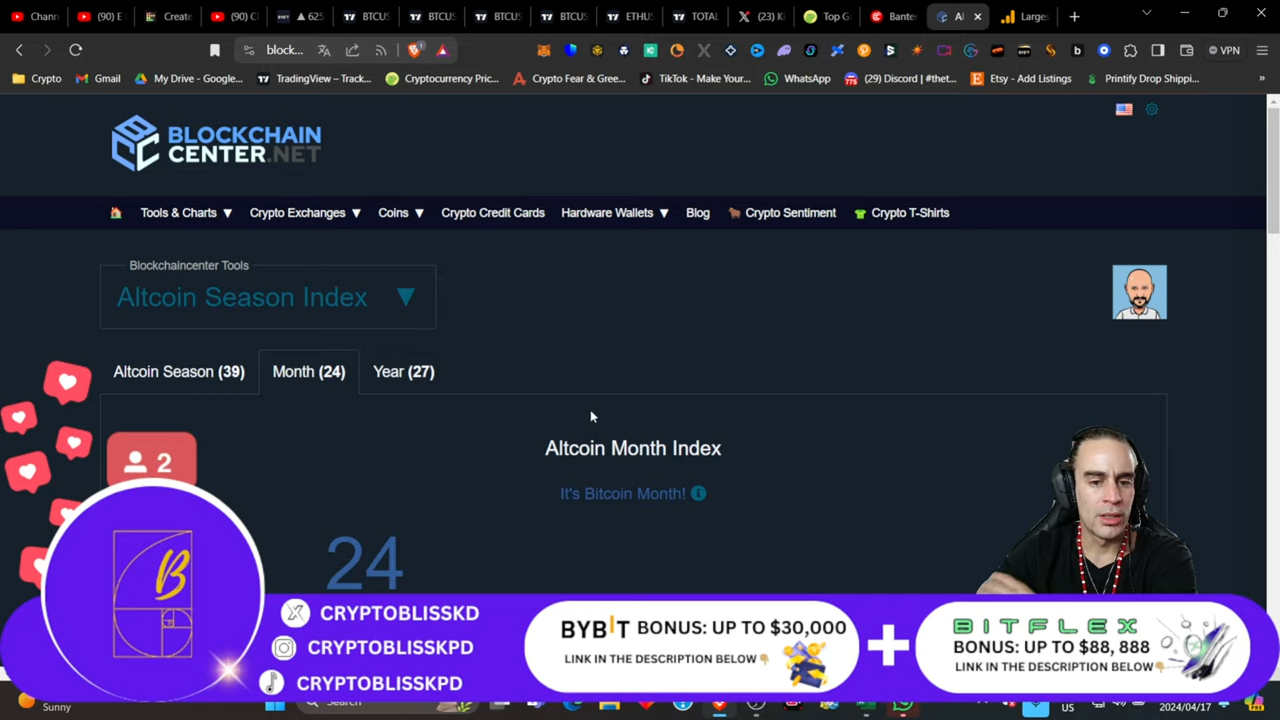 Chann
(90) E
Create
(90) C
625
BTCUS
BTCUS
BTCUS
BTCUS
ETHUS
TOTAL
(23) K
Top G
Banter
Al
Larges
block...
VPN
Crypto
Gmail
My Drive - Google...
TradingView – Track...
Cryptocurrency Pric...
Crypto Fear & Gree...
TikTok - Make Your...
WhatsApp
(29) Discord | #thet...
Etsy - Add Listings
Printify Drop Shippi...
BLOCKCHAIN
CENTER.NET
Tools & Charts ▼
Crypto Exchanges ▼
Coins ▼
Crypto Credit Cards
Hardware Wallets ▼
Blog
Crypto Sentiment
Crypto T-Shirts
Blockchaincenter Tools
Altcoin Season Index ▼
Altcoin Season (39)
Month (24)
Year (27)
Altcoin Month Index
It's Bitcoin Month!
24
2
B
CRYPTOBLISSKD
CRYPTOBLISSKPD
CRYPTOBLISSKPD
BYBIT BONUS: UP TO $30,000
LINK IN THE DESCRIPTION BELOW
BITFLEX
BONUS: UP TO $88, 888
LINK IN THE DESCRIPTION BELOW
Sunny
Search
US
2024/04/17